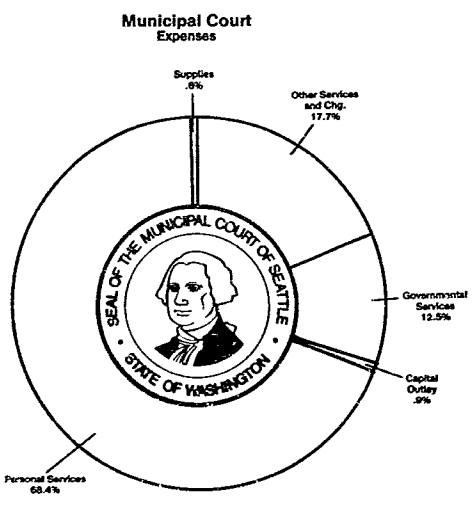 Municipal Court
Expenses
Supplies
.6%
Other Services
and Chg.
17.7%
SEAL OF THE MUNICIPAL COURT OF SEATTLE
STATE OF WASHINGTON
Governmental
Services
12.5%
Capital
Outlay
.9%
Personal Services
68.4%